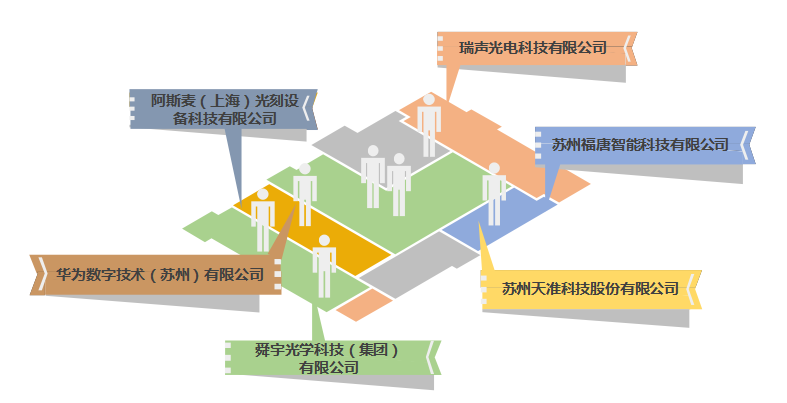 瑞声光电科技有限公司
阿斯麦（上海）光刻设
备科技有限公司
苏州福唐智能科技有限公司
华为数字技术（苏州）有限公司
苏州天准科技股份有限公司
舜宇光学科技（集团）
有限公司